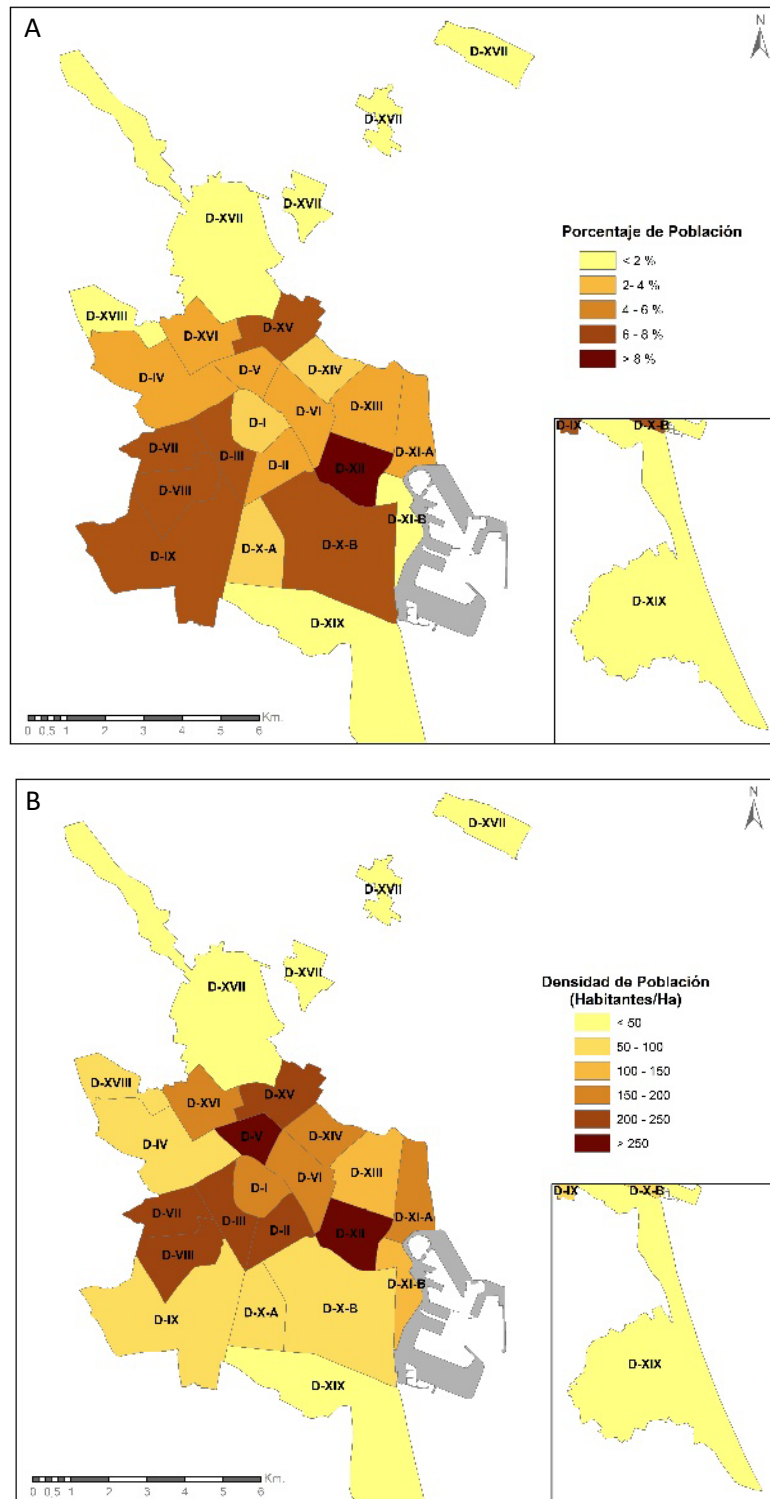 A
N
D-XVII
D-XVII
D-XVII
D-XVII
Porcentaje de Población
< 2 %
2- 4 %
4 - 6 %
6 - 8 %
> 8 %
D-XVIII
D-XVI
D-XV
D-IV
D-V
D-XIV
D-VI
D-XIII
D-I
D-VII
D-III
D-II
D-XII
D-XI-A
D-VIII
D-XI-B
D-IX
D-X-A
D-X-B
D-XIX
D-IX
D-X-B
D-XIX
0 0,5 1 2 3 4 5 6 Km.
B
N
D-XVII
D-XVII
D-XVII
D-XVII
Densidad de Población
(Habitantes/Ha)
< 50
50 - 100
100 - 150
150 - 200
200 - 250
> 250
D-XVIII
D-XVI
D-XV
D-IV
D-V
D-XIV
D-VI
D-XIII
D-I
D-VII
D-III
D-II
D-XII
D-XI-A
D-VIII
D-XI-B
D-IX
D-X-A
D-X-B
D-XIX
D-IX
D-X-B
D-XIX
0 0,5 1 2 3 4 5 6 Km.